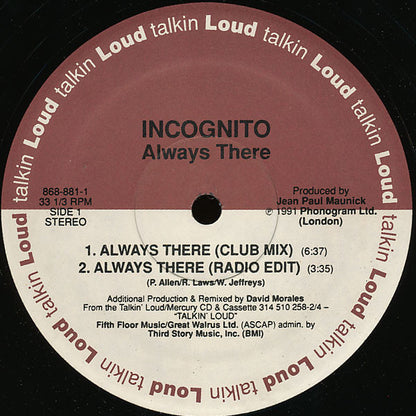 talkin Loud talkin Loud talkin Loud talkin Loud talkin Loud talkin Loud talkin Loud talkin Loud
INCOGNITO
Always There
868-881-1
33 1/3 RPM
SIDE 1
STEREO
Produced by
Jean Paul Maunick
℗ 1991 Phonogram Ltd.
(London)
1. ALWAYS THERE (CLUB MIX) (6:37)
2. ALWAYS THERE (RADIO EDIT) (3:35)
(P. Allen/R. Laws/W. Jeffreys)
Additional Production & Remixed by David Morales
From the Talkin' Loud/Mercury CD & Cassette 314 510 258-2/4 –
"TALKIN' LOUD"
Fifth Floor Music/Great Walrus Ltd. (ASCAP) admin. by
Third Story Music, Inc. (BMI)